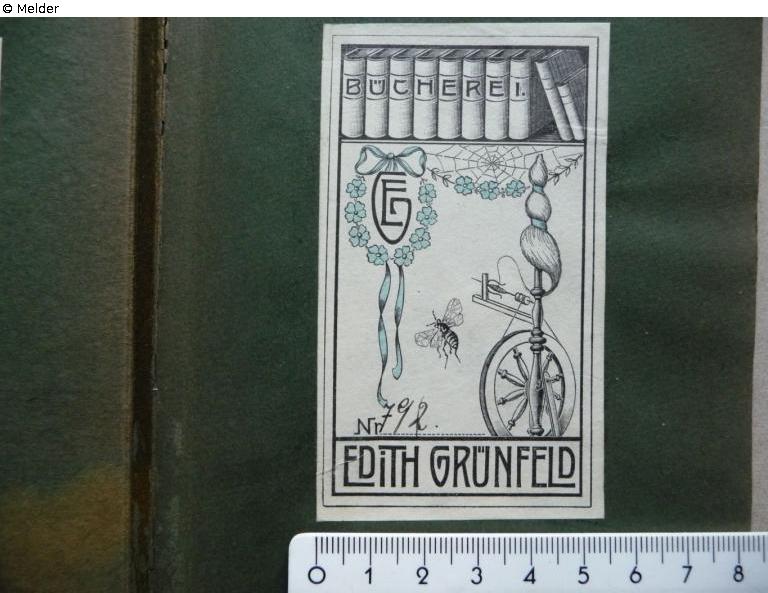 © Melder
BÜCHEREI.
EG
Nr 792.
EDITH GRÜNFELD
0 1 2 3 4 5 6 7 8